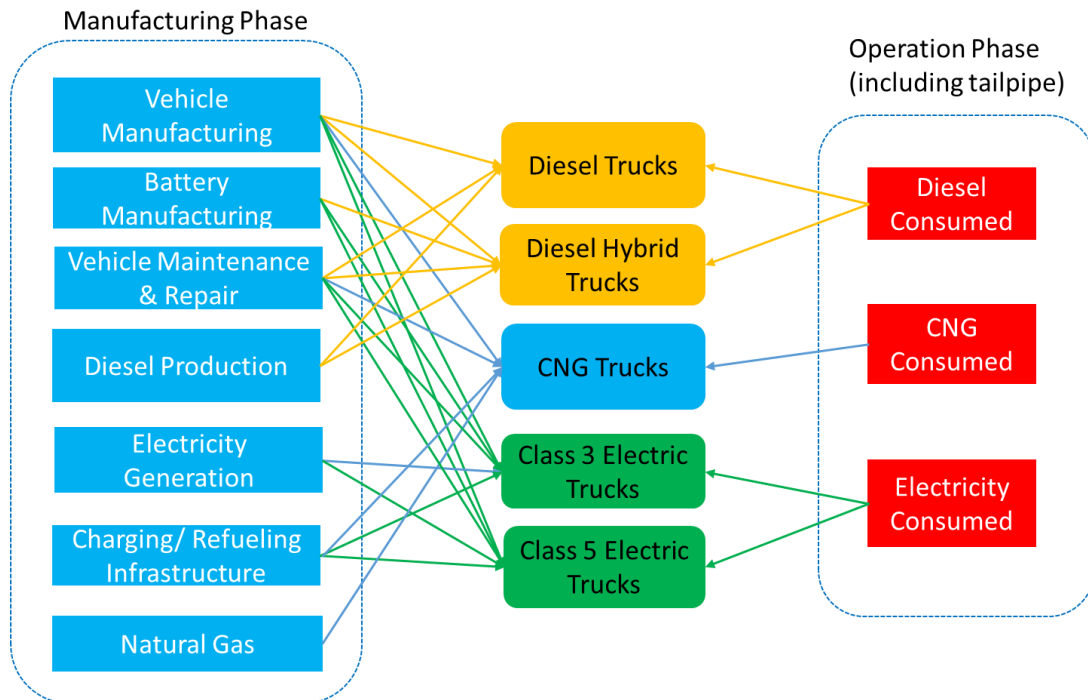 Manufacturing Phase
Vehicle
Manufacturing
Battery
Manufacturing
Vehicle Maintenance
& Repair
Diesel Production
Electricity
Generation
Charging/ Refueling
Infrastructure
Natural Gas
Diesel Trucks
Diesel Hybrid
Trucks
CNG Trucks
Class 3 Electric
Trucks
Class 5 Electric
Trucks
Operation Phase
(including tailpipe)
Diesel
Consumed
CNG
Consumed
Electricity
Consumed